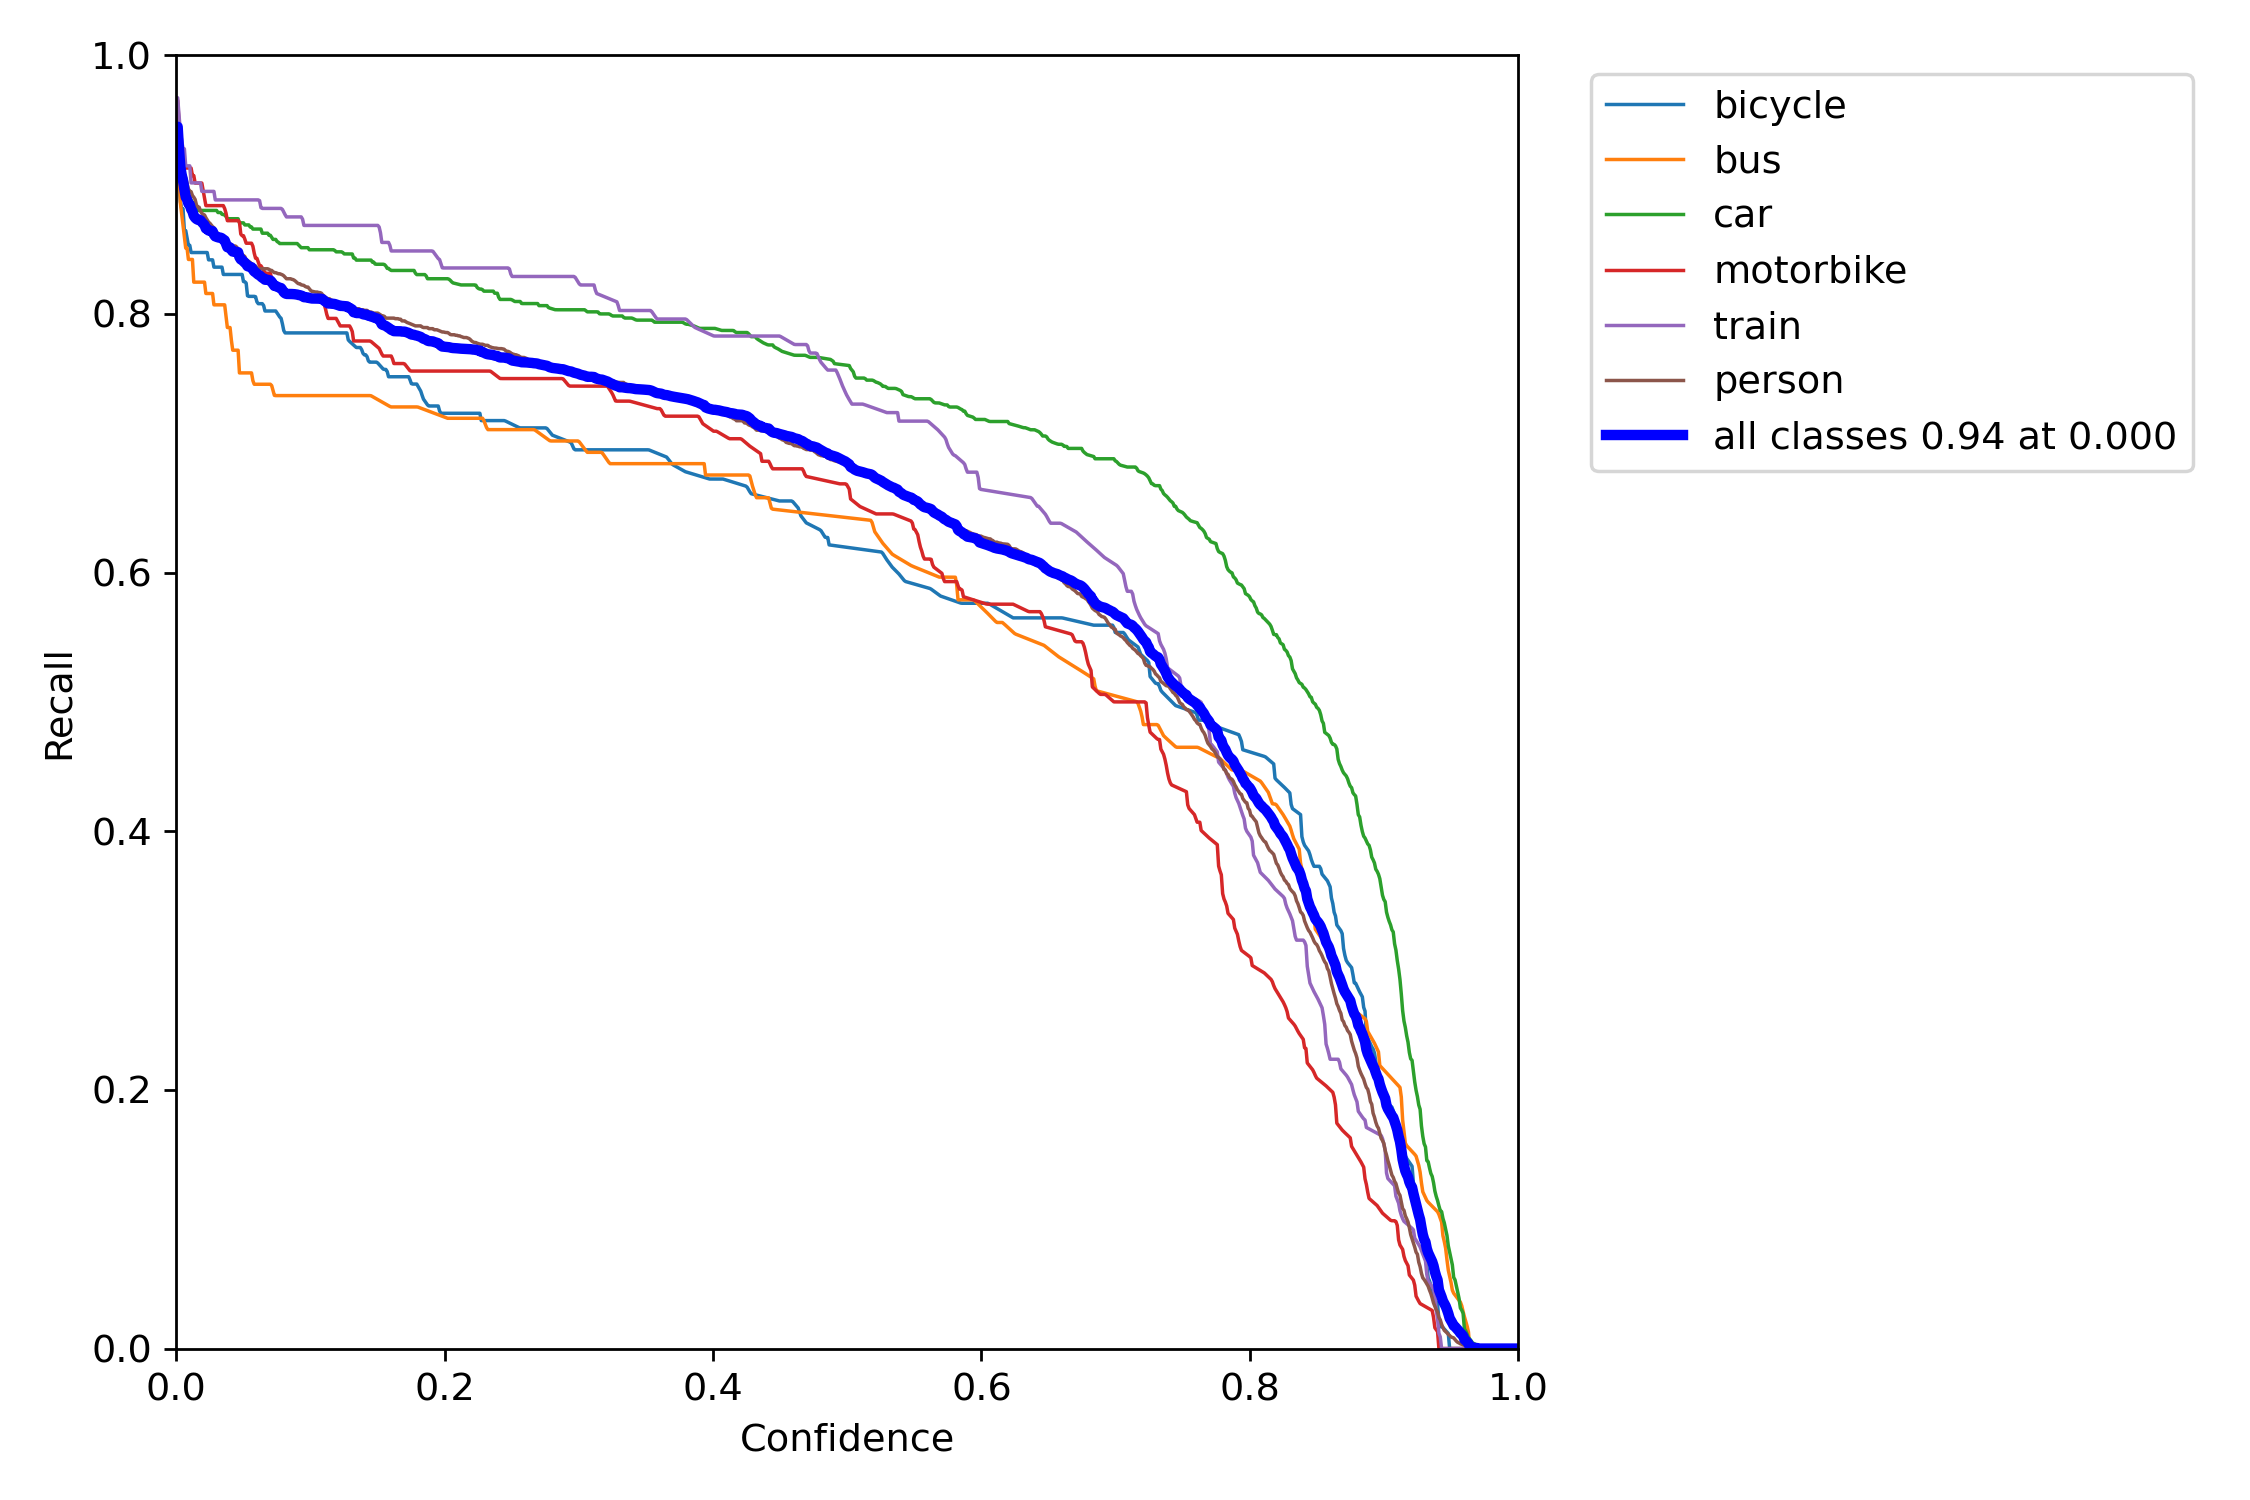 1.0
0.8
0.6
0.4
0.2
0.0
Recall
0.0 0.2 0.4 0.6 0.8 1.0
Confidence
bicycle
bus
car
motorbike
train
person
all classes 0.94 at 0.000